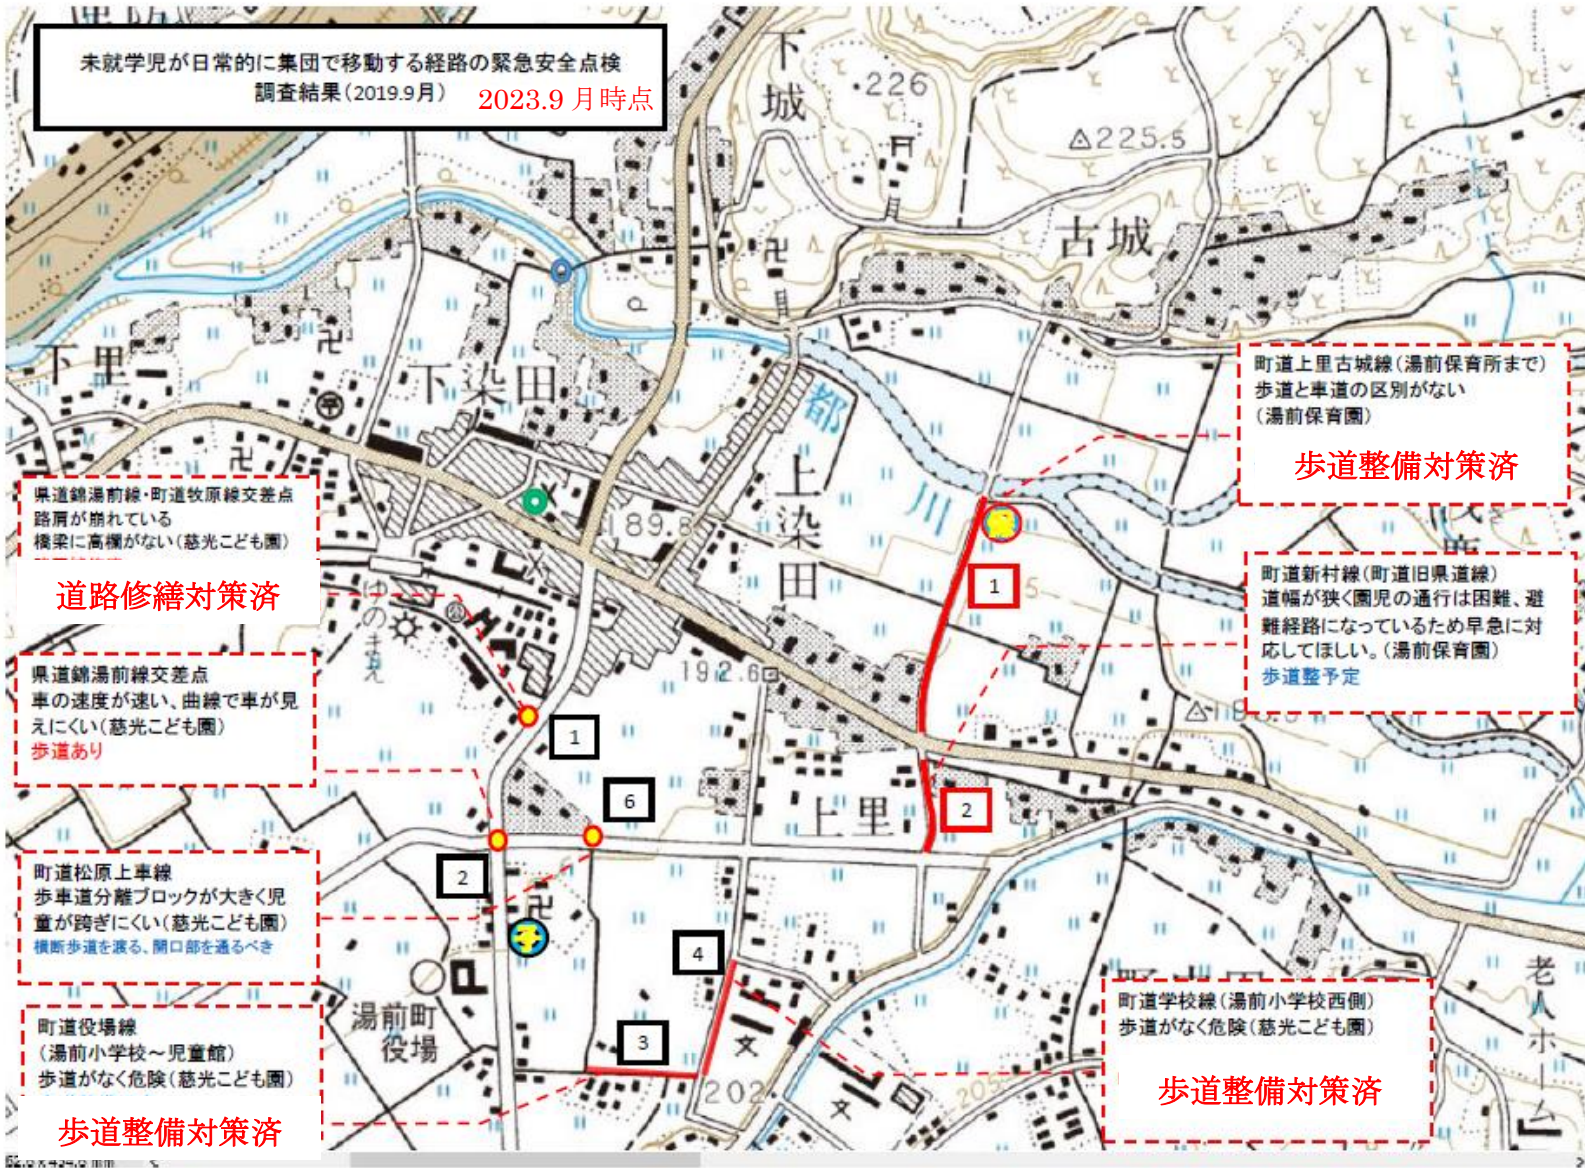 未就学児が日常的に集団で移動する経路の緊急安全点検
調査結果(2019.9月) 2023.9 月時点
下城
226
225.5
古城
下里
下染田
都川
上染田
189.8
ゆのまえ
192.6
上里
湯前町
役場
202
205
老人ホーム
町道上里古城線(湯前保育所まで)
歩道と車道の区別がない
(湯前保育園)
歩道整備対策済
県道錦湯前線・町道牧原線交差点
路肩が崩れている
橋梁に高欄がない(慈光こども園)
道路修繕対策済
町道新村線(町道旧県道線)
道幅が狭く園児の通行は困難、避
難経路になっているため早急に対
応してほしい。(湯前保育園)
歩道整予定
県道錦湯前線交差点
車の速度が速い、曲線で車が見
えにくい(慈光こども園)
歩道あり
町道松原上車線
歩車道分離ブロックが大きく児
童が跨ぎにくい(慈光こども園)
横断歩道を渡る、開口部を通るべき
町道役場線
(湯前小学校~児童館)
歩道がなく危険(慈光こども園)
歩道整備対策済
町道学校線(湯前小学校西側)
歩道がなく危険(慈光こども園)
歩道整備対策済
1
2
1
6
2
4
3